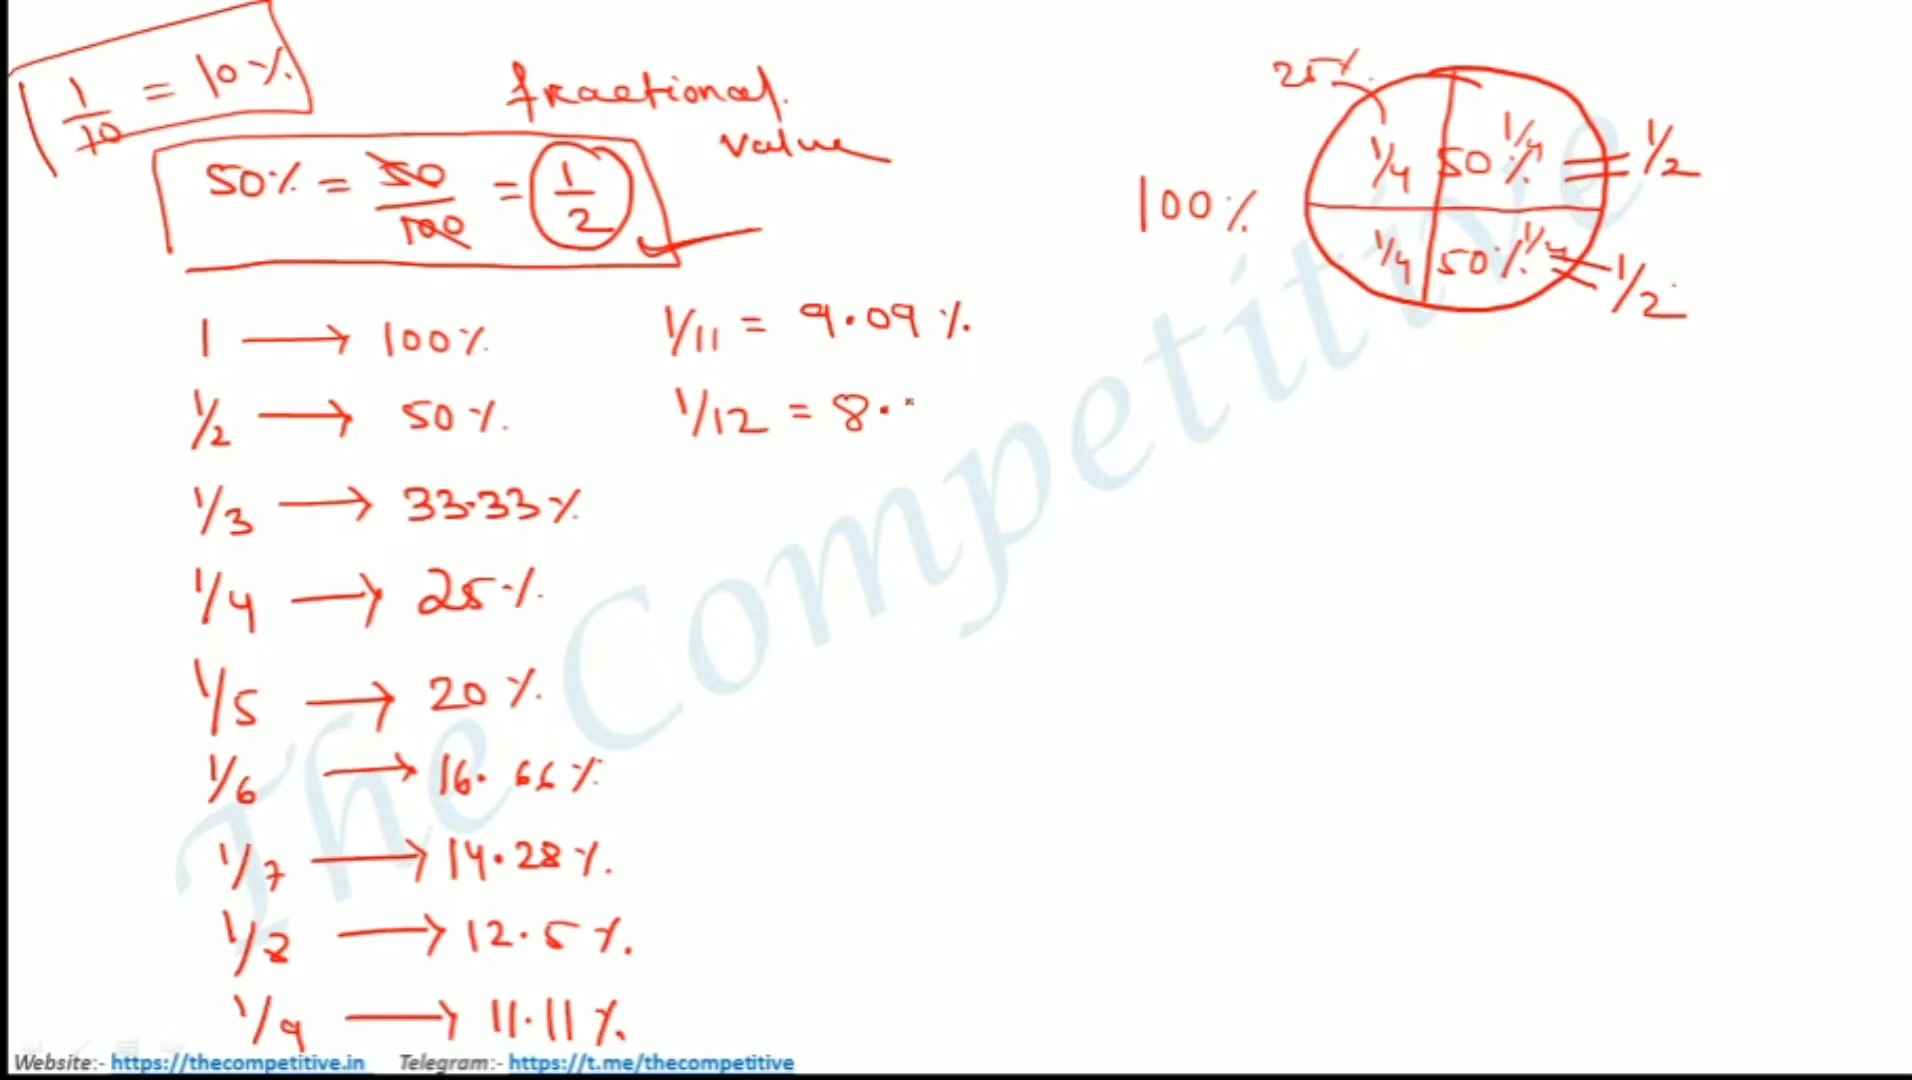 1/10 = 10%
fractional value
50% = 50/100 = 1/2
1 → 100%
1/2 → 50%
1/3 → 33.33%
1/4 → 25%
1/5 → 20%
1/6 → 16.66%
1/7 → 14.28%
1/8 → 12.5%
1/9 → 11.11%
1/11 = 9.09%
1/12 = 8.
25%
100%
1/4 50% 1/4 = 1/2
1/4 50% 1/4 = 1/2
The Competitive
Website:- https://thecompetitive.in Telegram:- https://t.me/thecompetitive